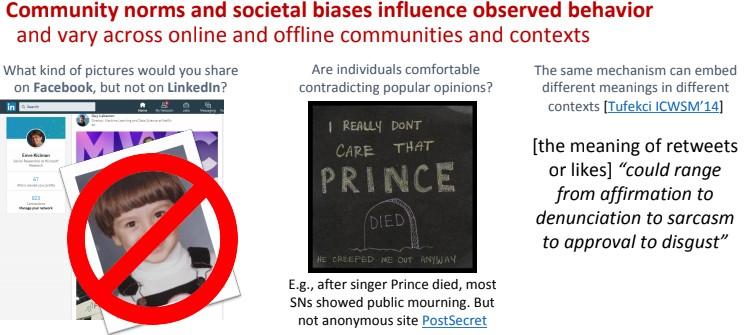 Community norms and societal biases influence observed behavior
and vary across online and offline communities and contexts
What kind of pictures would you share
on Facebook, but not on LinkedIn?
in
Search
Home
My Network
Jobs
Messaging
Emre Kiciman
Senior Researcher at Microsoft
Research
47
Who's viewed your profile
823
Connections
Manage your network
Are individuals comfortable
contradicting popular opinions?
I REALLY DONT
CARE THAT
PRINCE
DIED
HE CREEPED ME OUT ANYWAY
E.g., after singer Prince died, most
SNs showed public mourning. But
not anonymous site PostSecret
The same mechanism can embed
different meanings in different
contexts [Tufekci ICWSM'14]
[the meaning of retweets
or likes] “could range
from affirmation to
denunciation to sarcasm
to approval to disgust”